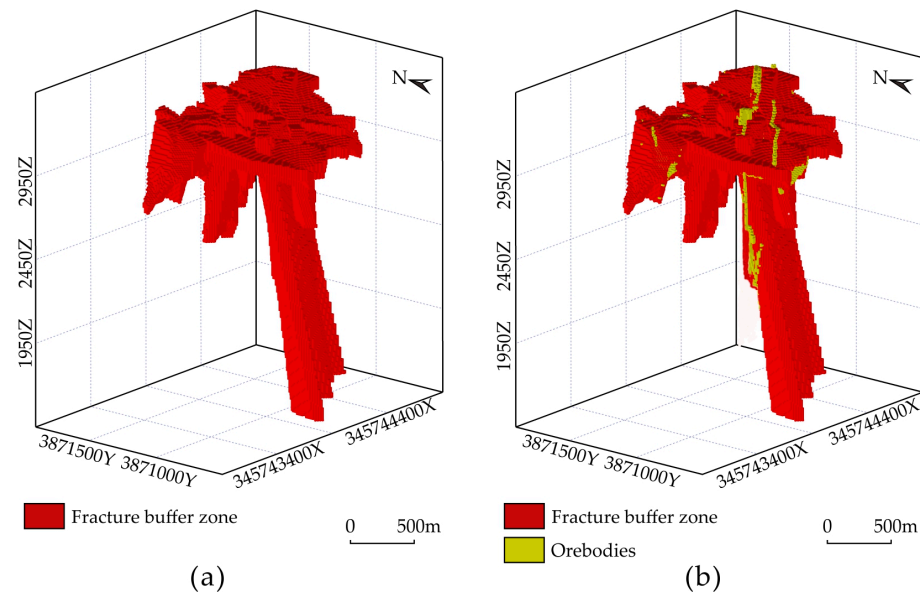 N
2950Z
2450Z
1950Z
3871500Y
3871000Y
345743400X
345744400X
Fracture buffer zone
0 500m
(a)
N
2950Z
2450Z
1950Z
3871500Y
3871000Y
345743400X
345744400X
Fracture buffer zone
Orebodies
0 500m
(b)